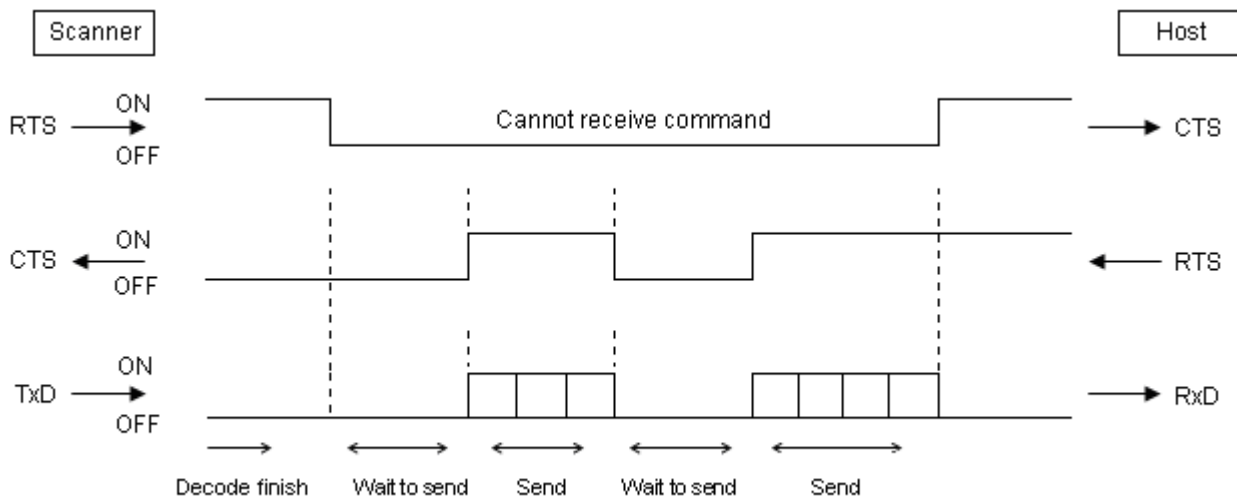 Scanner
Host
ON
RTS
OFF
Cannot receive command
CTS
ON
CTS
OFF
RTS
ON
TxD
OFF
RxD
Decode finish
Wait to send
Send
Wait to send
Send